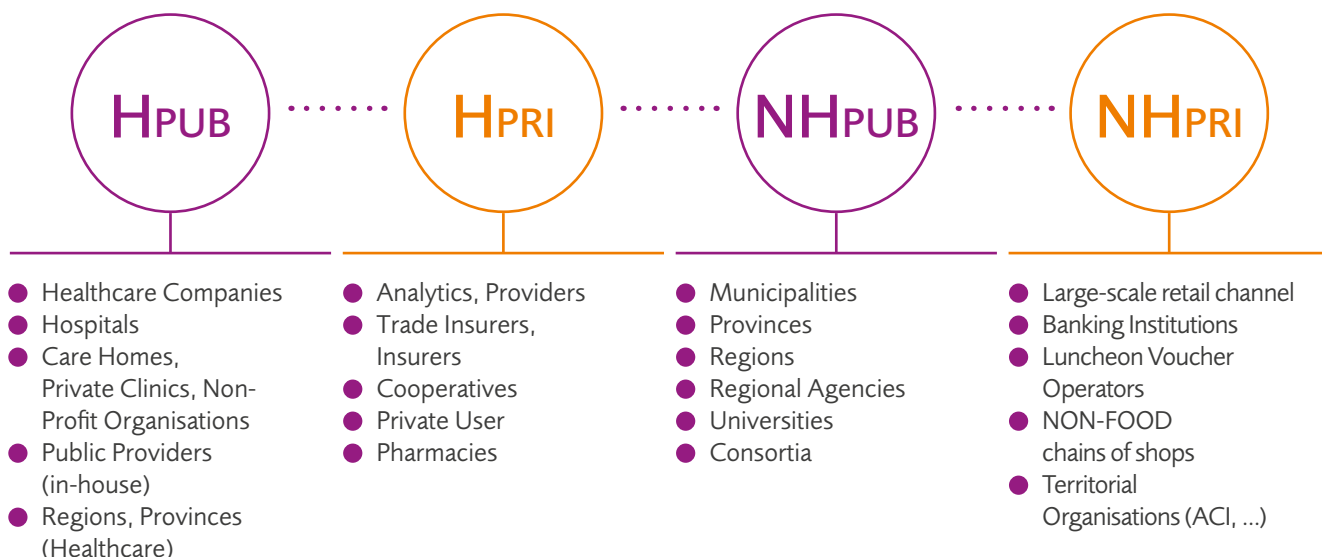 HPUB
HPRI
NHPUB
NHPRI
Healthcare Companies
Hospitals
Care Homes,
Private Clinics, Non-
Profit Organisations
Public Providers
(in-house)
Regions, Provinces
(Healthcare)
Analytics, Providers
Trade Insurers,
Insurers
Cooperatives
Private User
Pharmacies
Municipalities
Provinces
Regions
Regional Agencies
Universities
Consortia
Large-scale retail channel
Banking Institutions
Luncheon Voucher
Operators
NON-FOOD
chains of shops
Territorial
Organisations (ACI, ...)